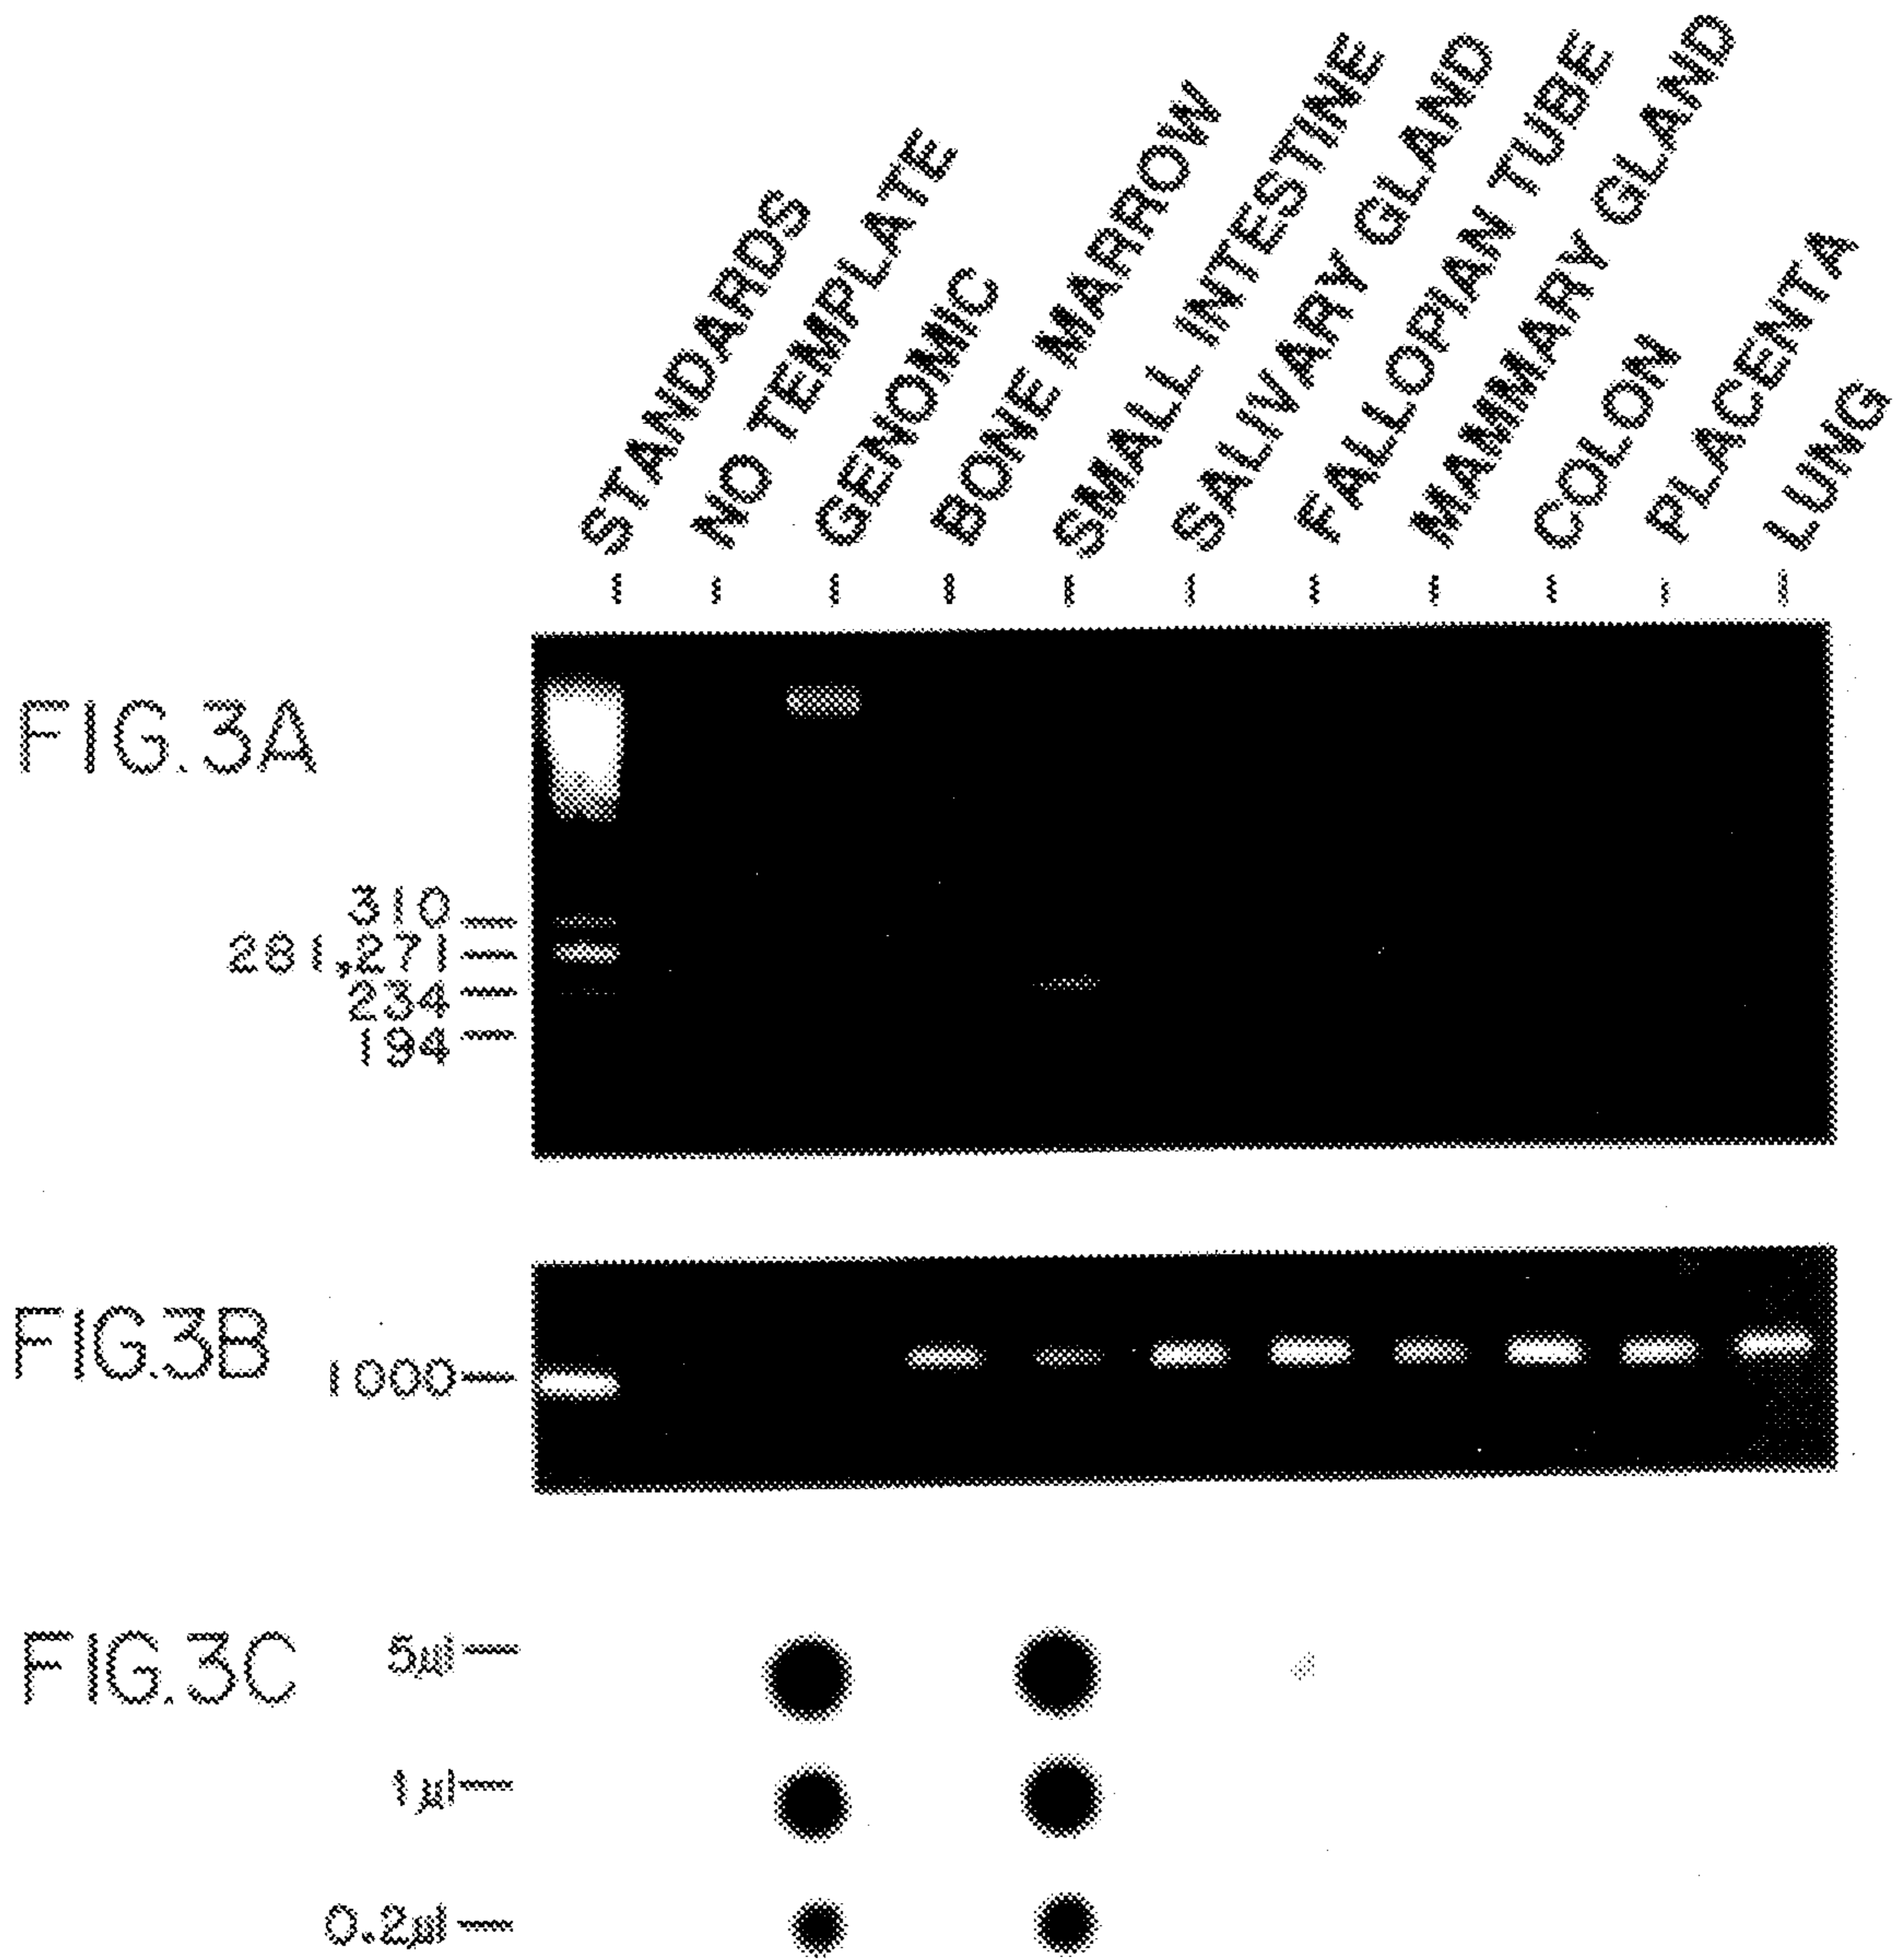 STANDARDS
NO TEMPLATE
GENOMIC
BONE MARROW
SMALL INTESTINE
SALIVARY GLAND
FALLOPIAN TUBE
MAMMARY GLAND
COLON
PLACENTA
LUNG
FIG.3A
310
281,271
234
194
FIG.3B
1000
FIG.3C
5µl
1µl
0.2µl